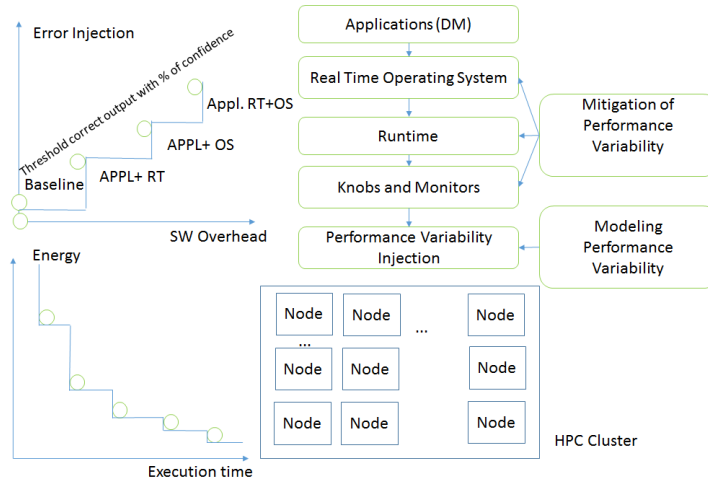 Error Injection
Threshold correct output with % of confidence
Appl. RT+OS
APPL+ OS
Baseline
APPL+ RT
SW Overhead
Applications (DM)
Real Time Operating System
Runtime
Knobs and Monitors
Performance Variability
Injection
Mitigation of
Performance
Variability
Modeling
Performance
Variability
Energy
Execution time
Node
Node
...
Node
...
Node
Node
Node
Node
Node
Node
HPC Cluster